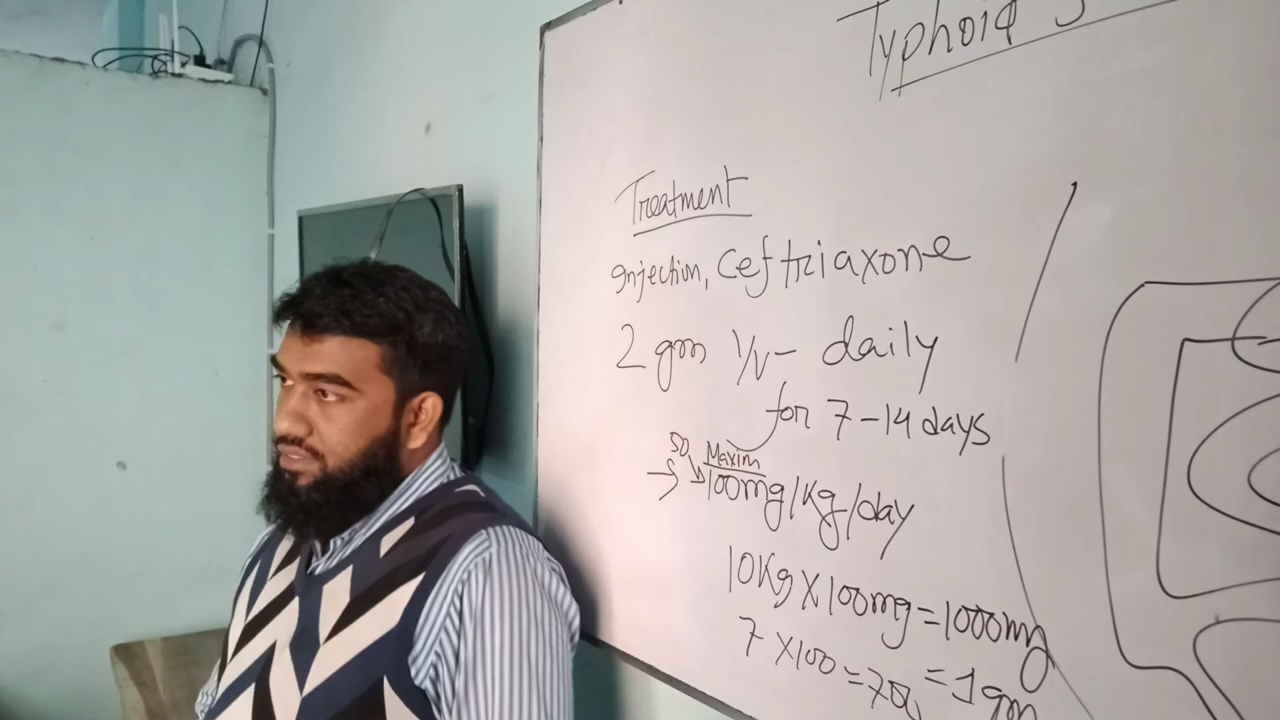 Typhoid
Treatment
Injection, Ceftriaxone
2 gm I/V- daily
for 7-14 days
50 Maxim
→ 100mg/Kg/day
10Kg X 100mg = 1000mg
7 X 100 = 700 = 1 gm